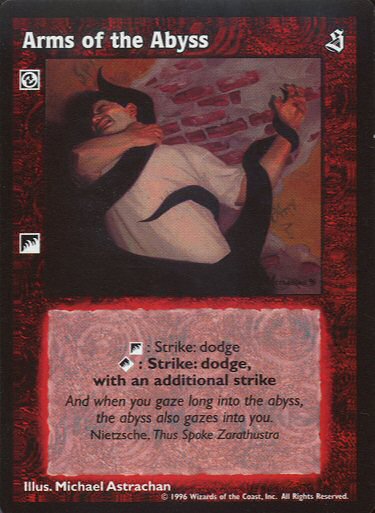 Arms of the Abyss
: Strike: dodge
: Strike: dodge,
with an additional strike
And when you gaze long into the abyss,
the abyss also gazes into you.
Nietzsche, Thus Spoke Zarathustra
Illus. Michael Astrachan
© 1996 Wizards of the Coast, Inc. All Rights Reserved.